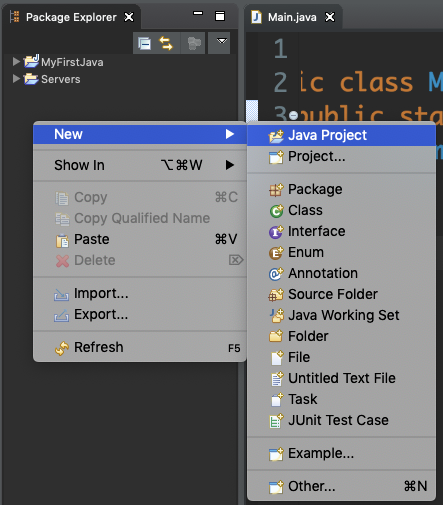 Package Explorer
Main.java
MyFirstJava
Servers
1
2
ic class M
3
public sta
New
Show In ⌥⌘W
Copy ⌘C
Copy Qualified Name
Paste ⌘V
Delete ⌦
Import...
Export...
Refresh F5
Java Project
Project...
Package
Class
Interface
Enum
Annotation
Source Folder
Java Working Set
Folder
File
Untitled Text File
Task
JUnit Test Case
Example...
Other... ⌘N